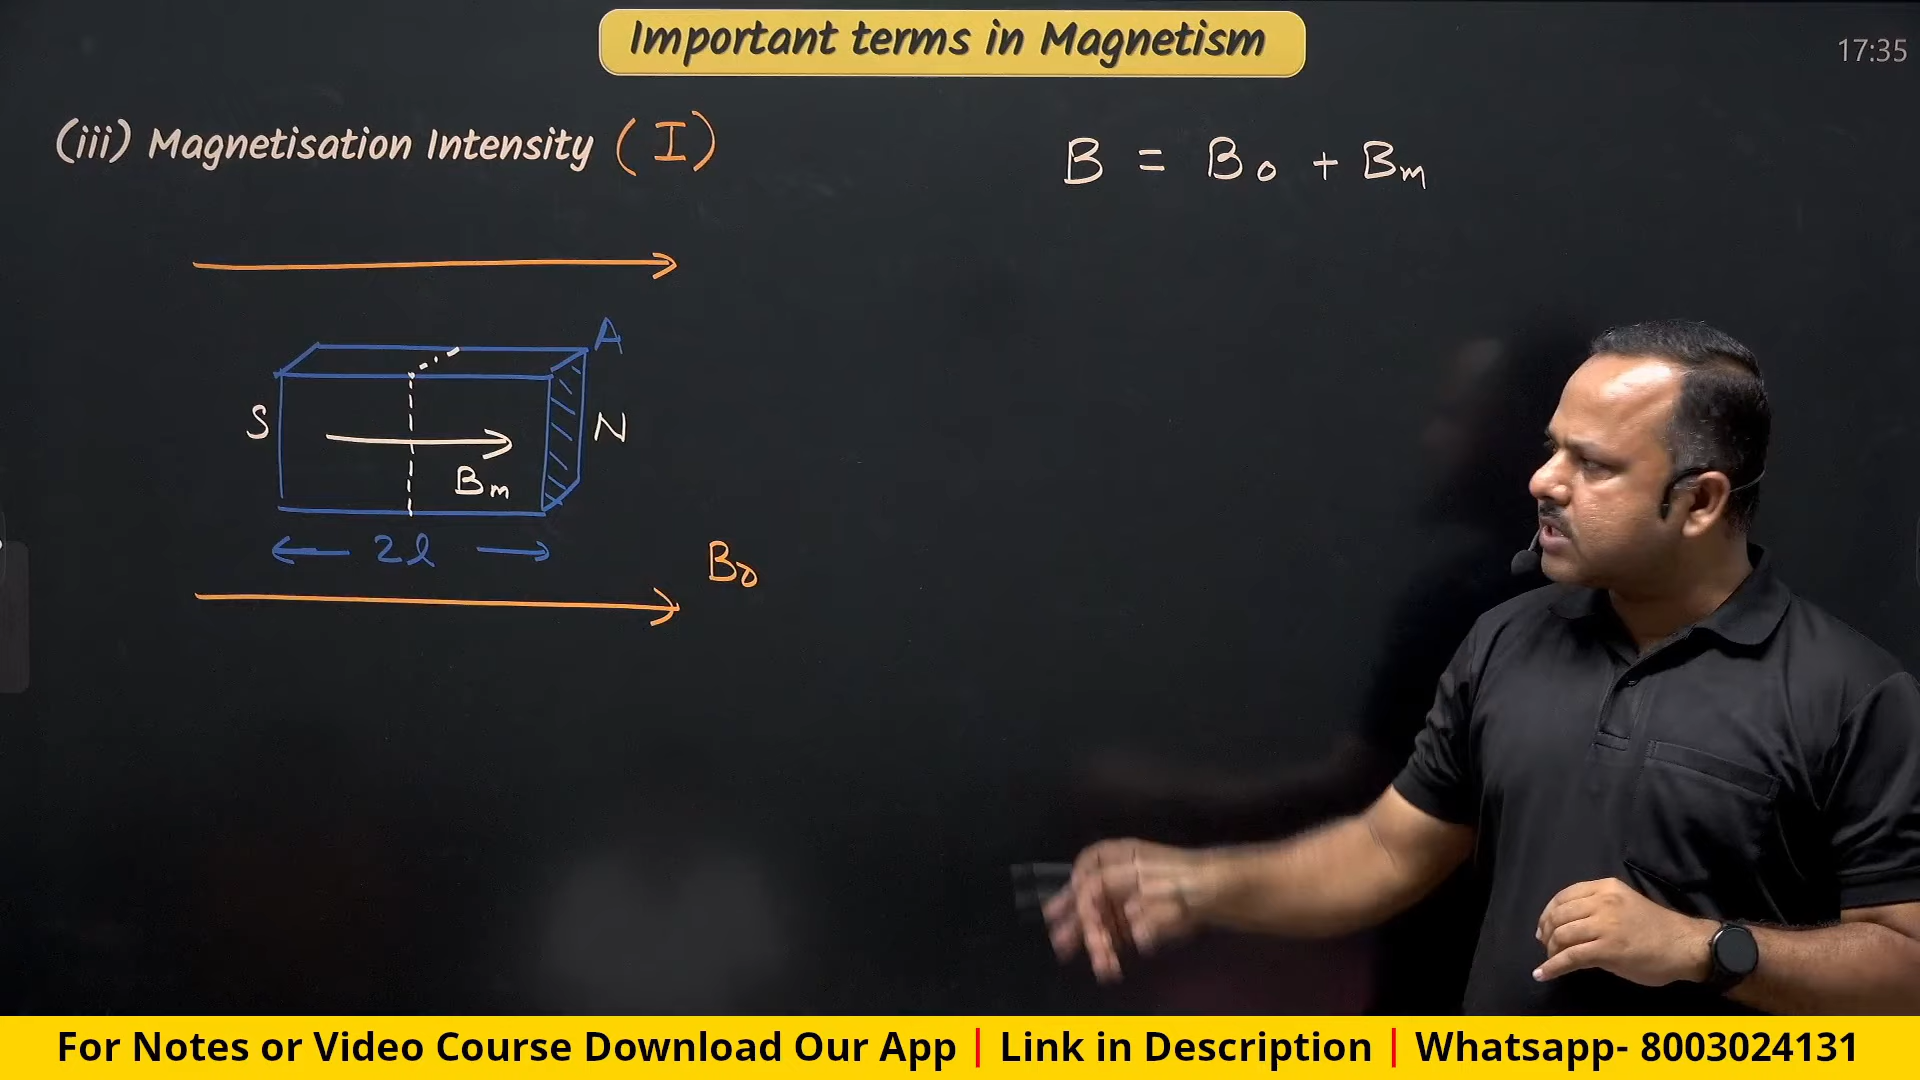 Important terms in Magnetism
17:35
(iii) Magnetisation Intensity (I)
B = B₀ + Bₘ
A
S
N
Bₘ
2l
B₀
For Notes or Video Course Download Our App | Link in Description | Whatsapp- 8003024131